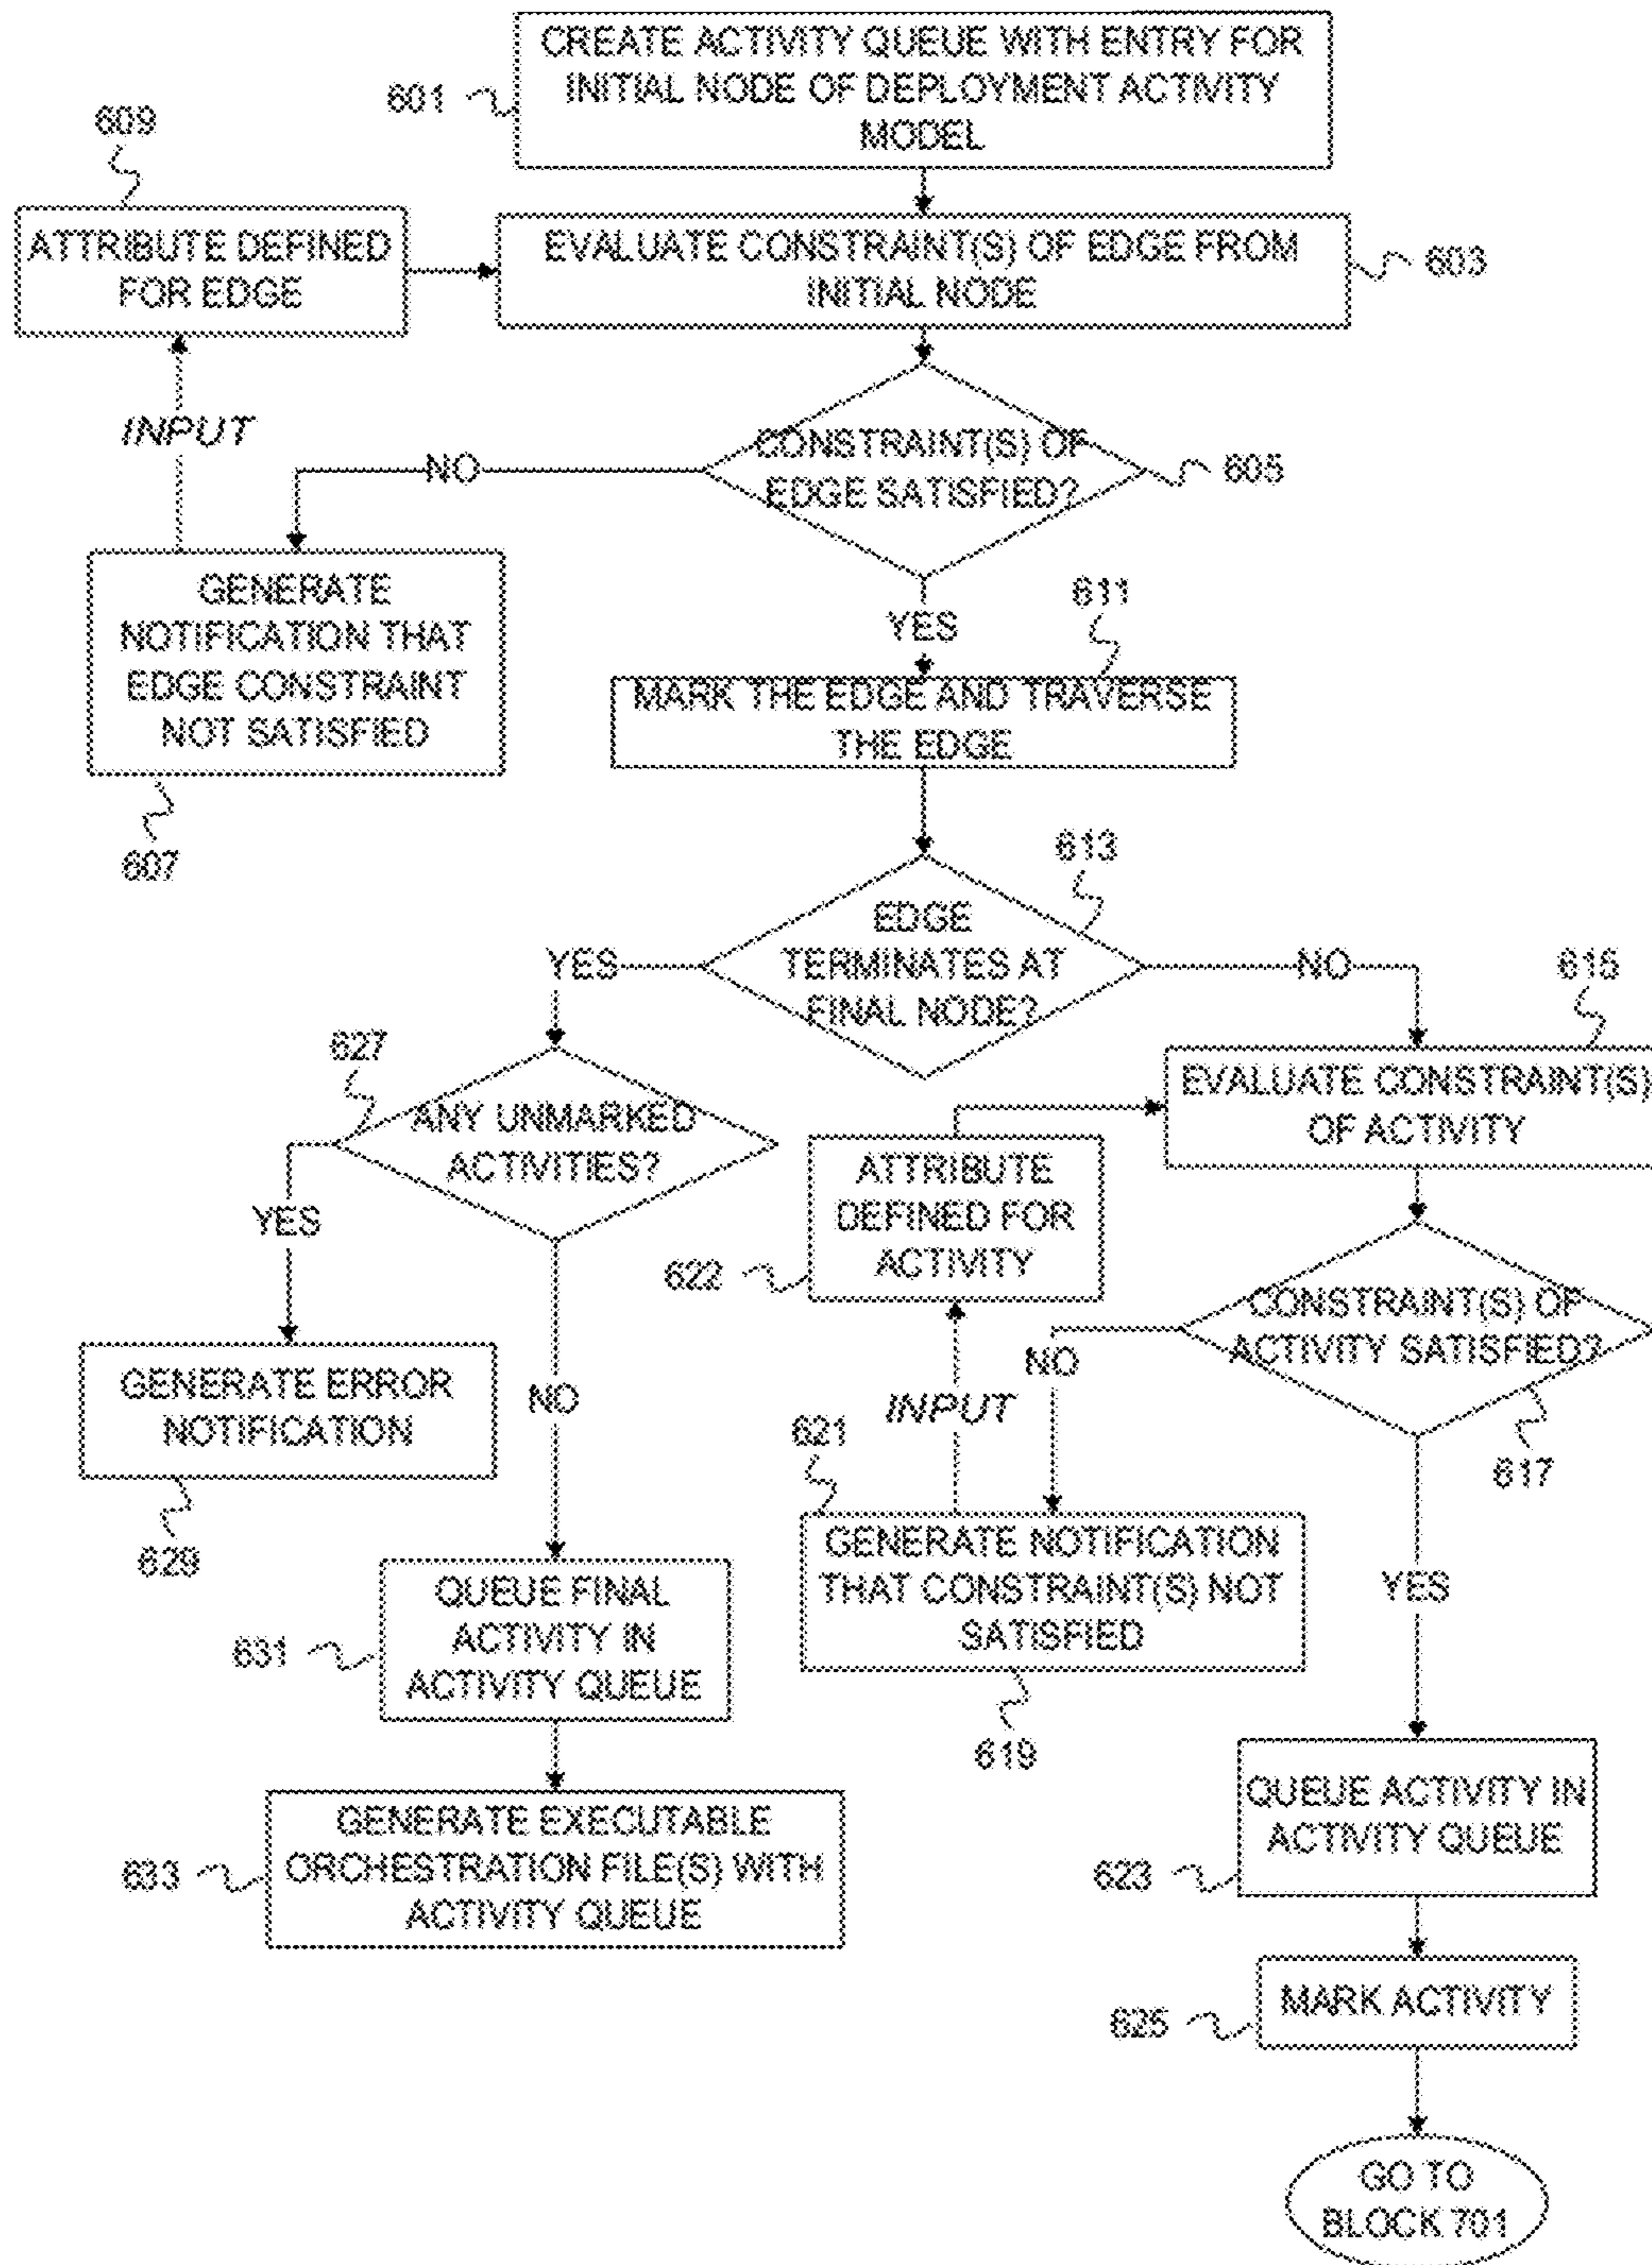 CREATE ACTIVITY QUEUE WITH ENTRY FOR
INITIAL NODE OF DEPLOYMENT ACTIVITY
MODEL
601
609
ATTRIBUTE DEFINED
FOR EDGE
EVALUATE CONSTRAINT(S) OF EDGE FROM
INITIAL NODE
603
INPUT
NO
CONSTRAINT(S) OF
EDGE SATISFIED?
605
GENERATE
NOTIFICATION THAT
EDGE CONSTRAINT
NOT SATISFIED
607
YES
611
MARK THE EDGE AND TRAVERSE
THE EDGE
613
EDGE
TERMINATES AT
FINAL NODE?
YES
NO
615
627
ANY UNMARKED
ACTIVITIES?
EVALUATE CONSTRAINT(S)
OF ACTIVITY
ATTRIBUTE
DEFINED FOR
ACTIVITY
622
YES
CONSTRAINT(S) OF
ACTIVITY SATISFIED?
617
NO
GENERATE ERROR
NOTIFICATION
629
NO
INPUT
621
GENERATE NOTIFICATION
THAT CONSTRAINT(S) NOT
SATISFIED
619
YES
QUEUE FINAL
ACTIVITY IN
ACTIVITY QUEUE
631
GENERATE EXECUTABLE
ORCHESTRATION FILE(S) WITH
ACTIVITY QUEUE
633
QUEUE ACTIVITY IN
ACTIVITY QUEUE
623
MARK ACTIVITY
625
GO TO
BLOCK 701